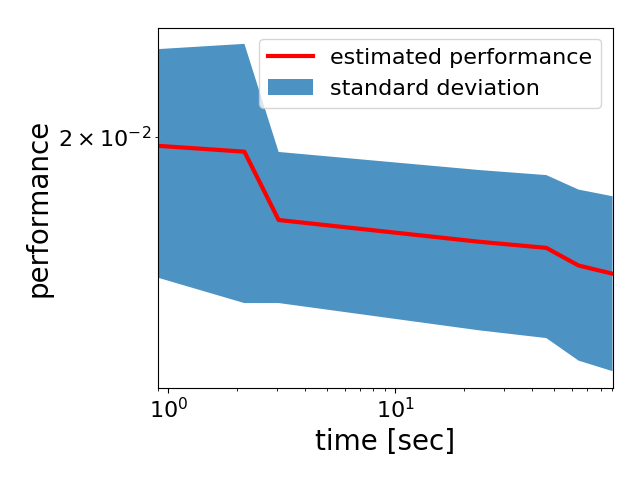 estimated performance
standard deviation
performance
2 × 10⁻²
10⁰
10¹
time [sec]